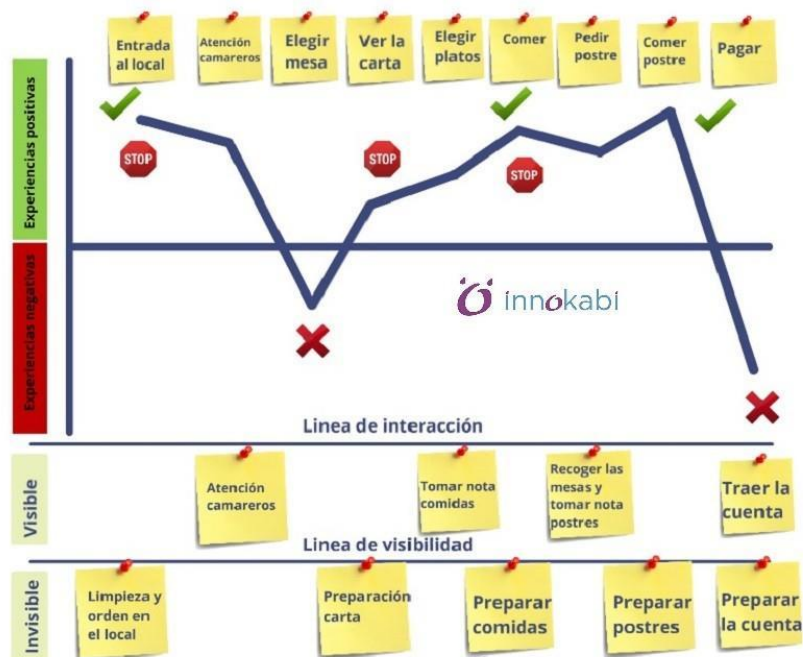 Entrada
al local
Atención
camareros
Elegir
mesa
Ver la
carta
Elegir
platos
Comer
Pedir
postre
Comer
postre
Pagar
Experiencias positivas
STOP
STOP
STOP
Experiencias negativas
innokabi
Linea de interacción
Visible
Atención
camareros
Tomar nota
comidas
Recoger las
mesas y
tomar nota
postres
Traer la
cuenta
Linea de visibilidad
Invisible
Limpieza y
orden en
el local
Preparación
carta
Preparar
comidas
Preparar
postres
Preparar
la cuenta